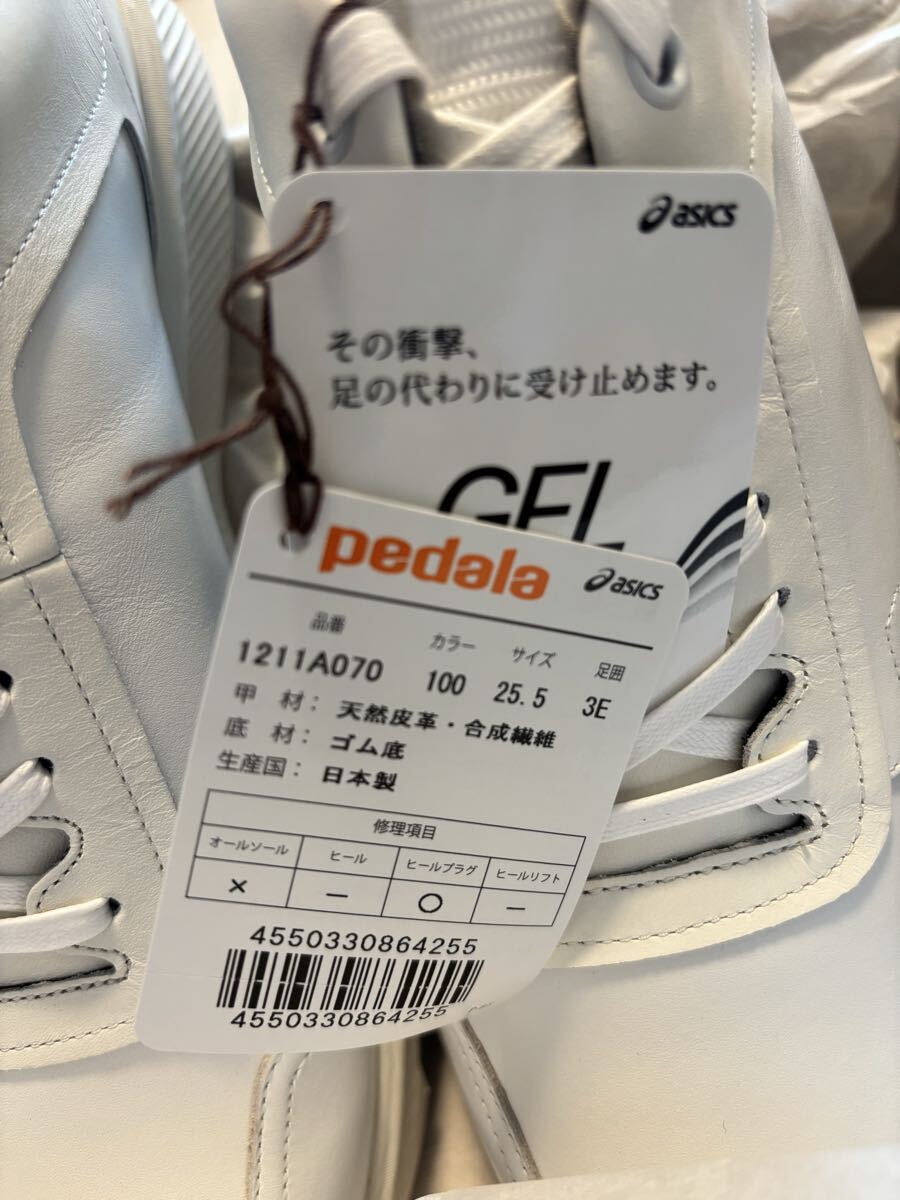 asics
その衝撃、
足の代わりに受け止めます。
GEL
pedala asics
品番 カラー サイズ 足囲
1211A070 100 25.5 3E
甲 材： 天然皮革・合成繊維
底 材： ゴム底
生産国： 日本製
修理項目
オールソール ヒール ヒールプラグ ヒールリフト
× － ○ －
4550330864255
4550330864255